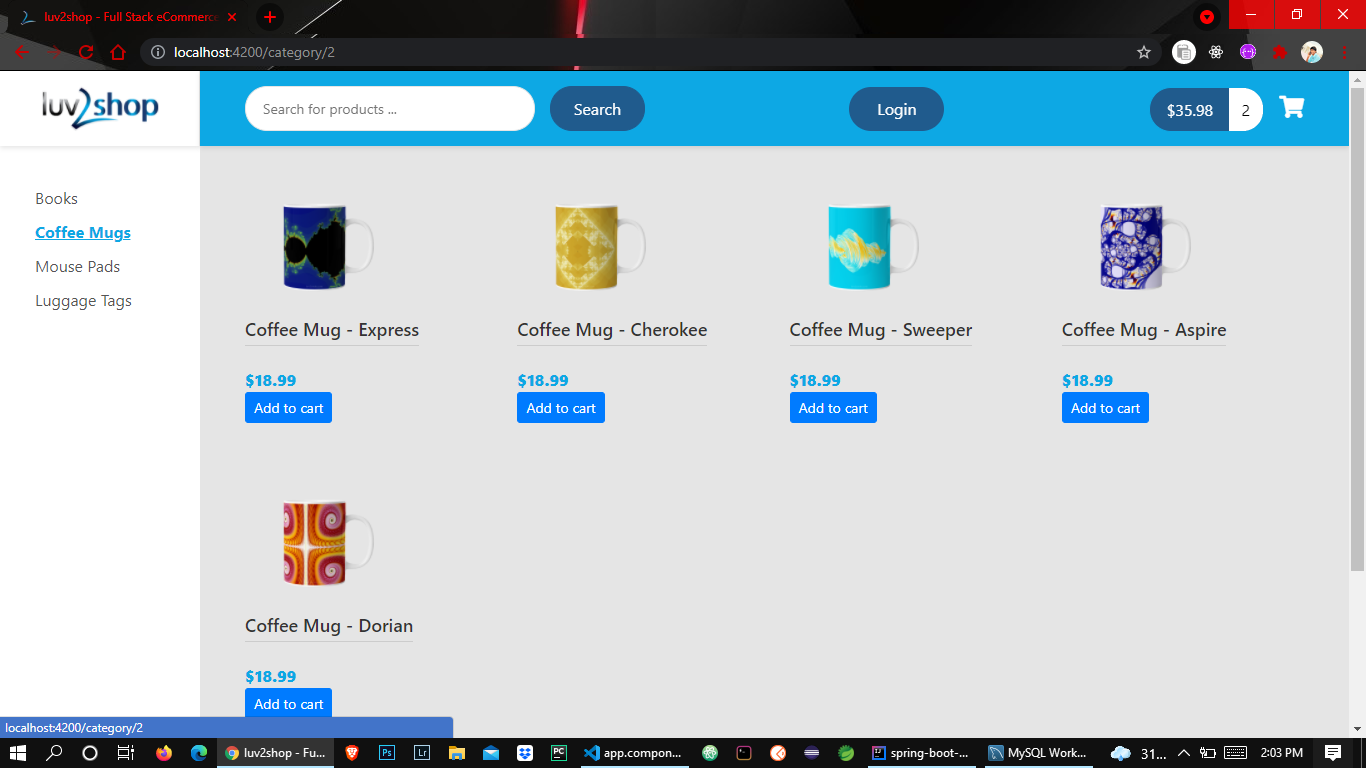 luv2shop - Full Stack eCommerce
localhost:4200/category/2
luv2shop
Search for products ...
Search
Login
$35.98
2
Books
Coffee Mugs
Mouse Pads
Luggage Tags
Coffee Mug - Express
Coffee Mug - Cherokee
Coffee Mug - Sweeper
Coffee Mug - Aspire
$18.99
$18.99
$18.99
$18.99
Add to cart
Add to cart
Add to cart
Add to cart
Coffee Mug - Dorian
$18.99
Add to cart
localhost:4200/category/2
luv2shop - Fu...
Ps
Lr
PC
app.compon...
IJ
spring-boot-...
MySQL Work...
31...
2:03 PM